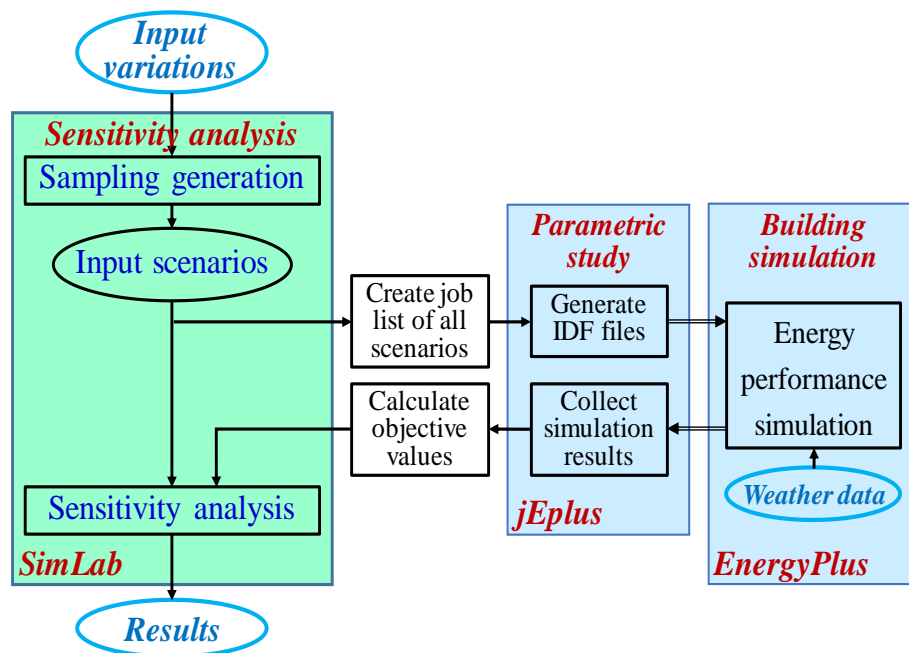 Input
variations
Sensitivity analysis
Sampling generation
Input scenarios
Create job
list of all
scenarios
Calculate
objective
values
Sensitivity analysis
SimLab
Results
Parametric
study
Generate
IDF files
Collect
simulation
results
jEplus
Building
simulation
Energy
performance
simulation
Weather data
EnergyPlus